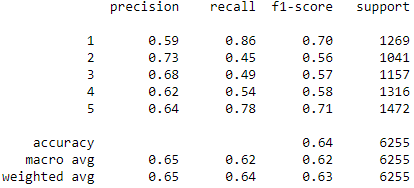 precision recall f1-score support
1 0.59 0.86 0.70 1269
2 0.73 0.45 0.56 1041
3 0.68 0.49 0.57 1157
4 0.62 0.54 0.58 1316
5 0.64 0.78 0.71 1472
accuracy 0.64 6255
macro avg 0.65 0.62 0.62 6255
weighted avg 0.65 0.64 0.63 6255